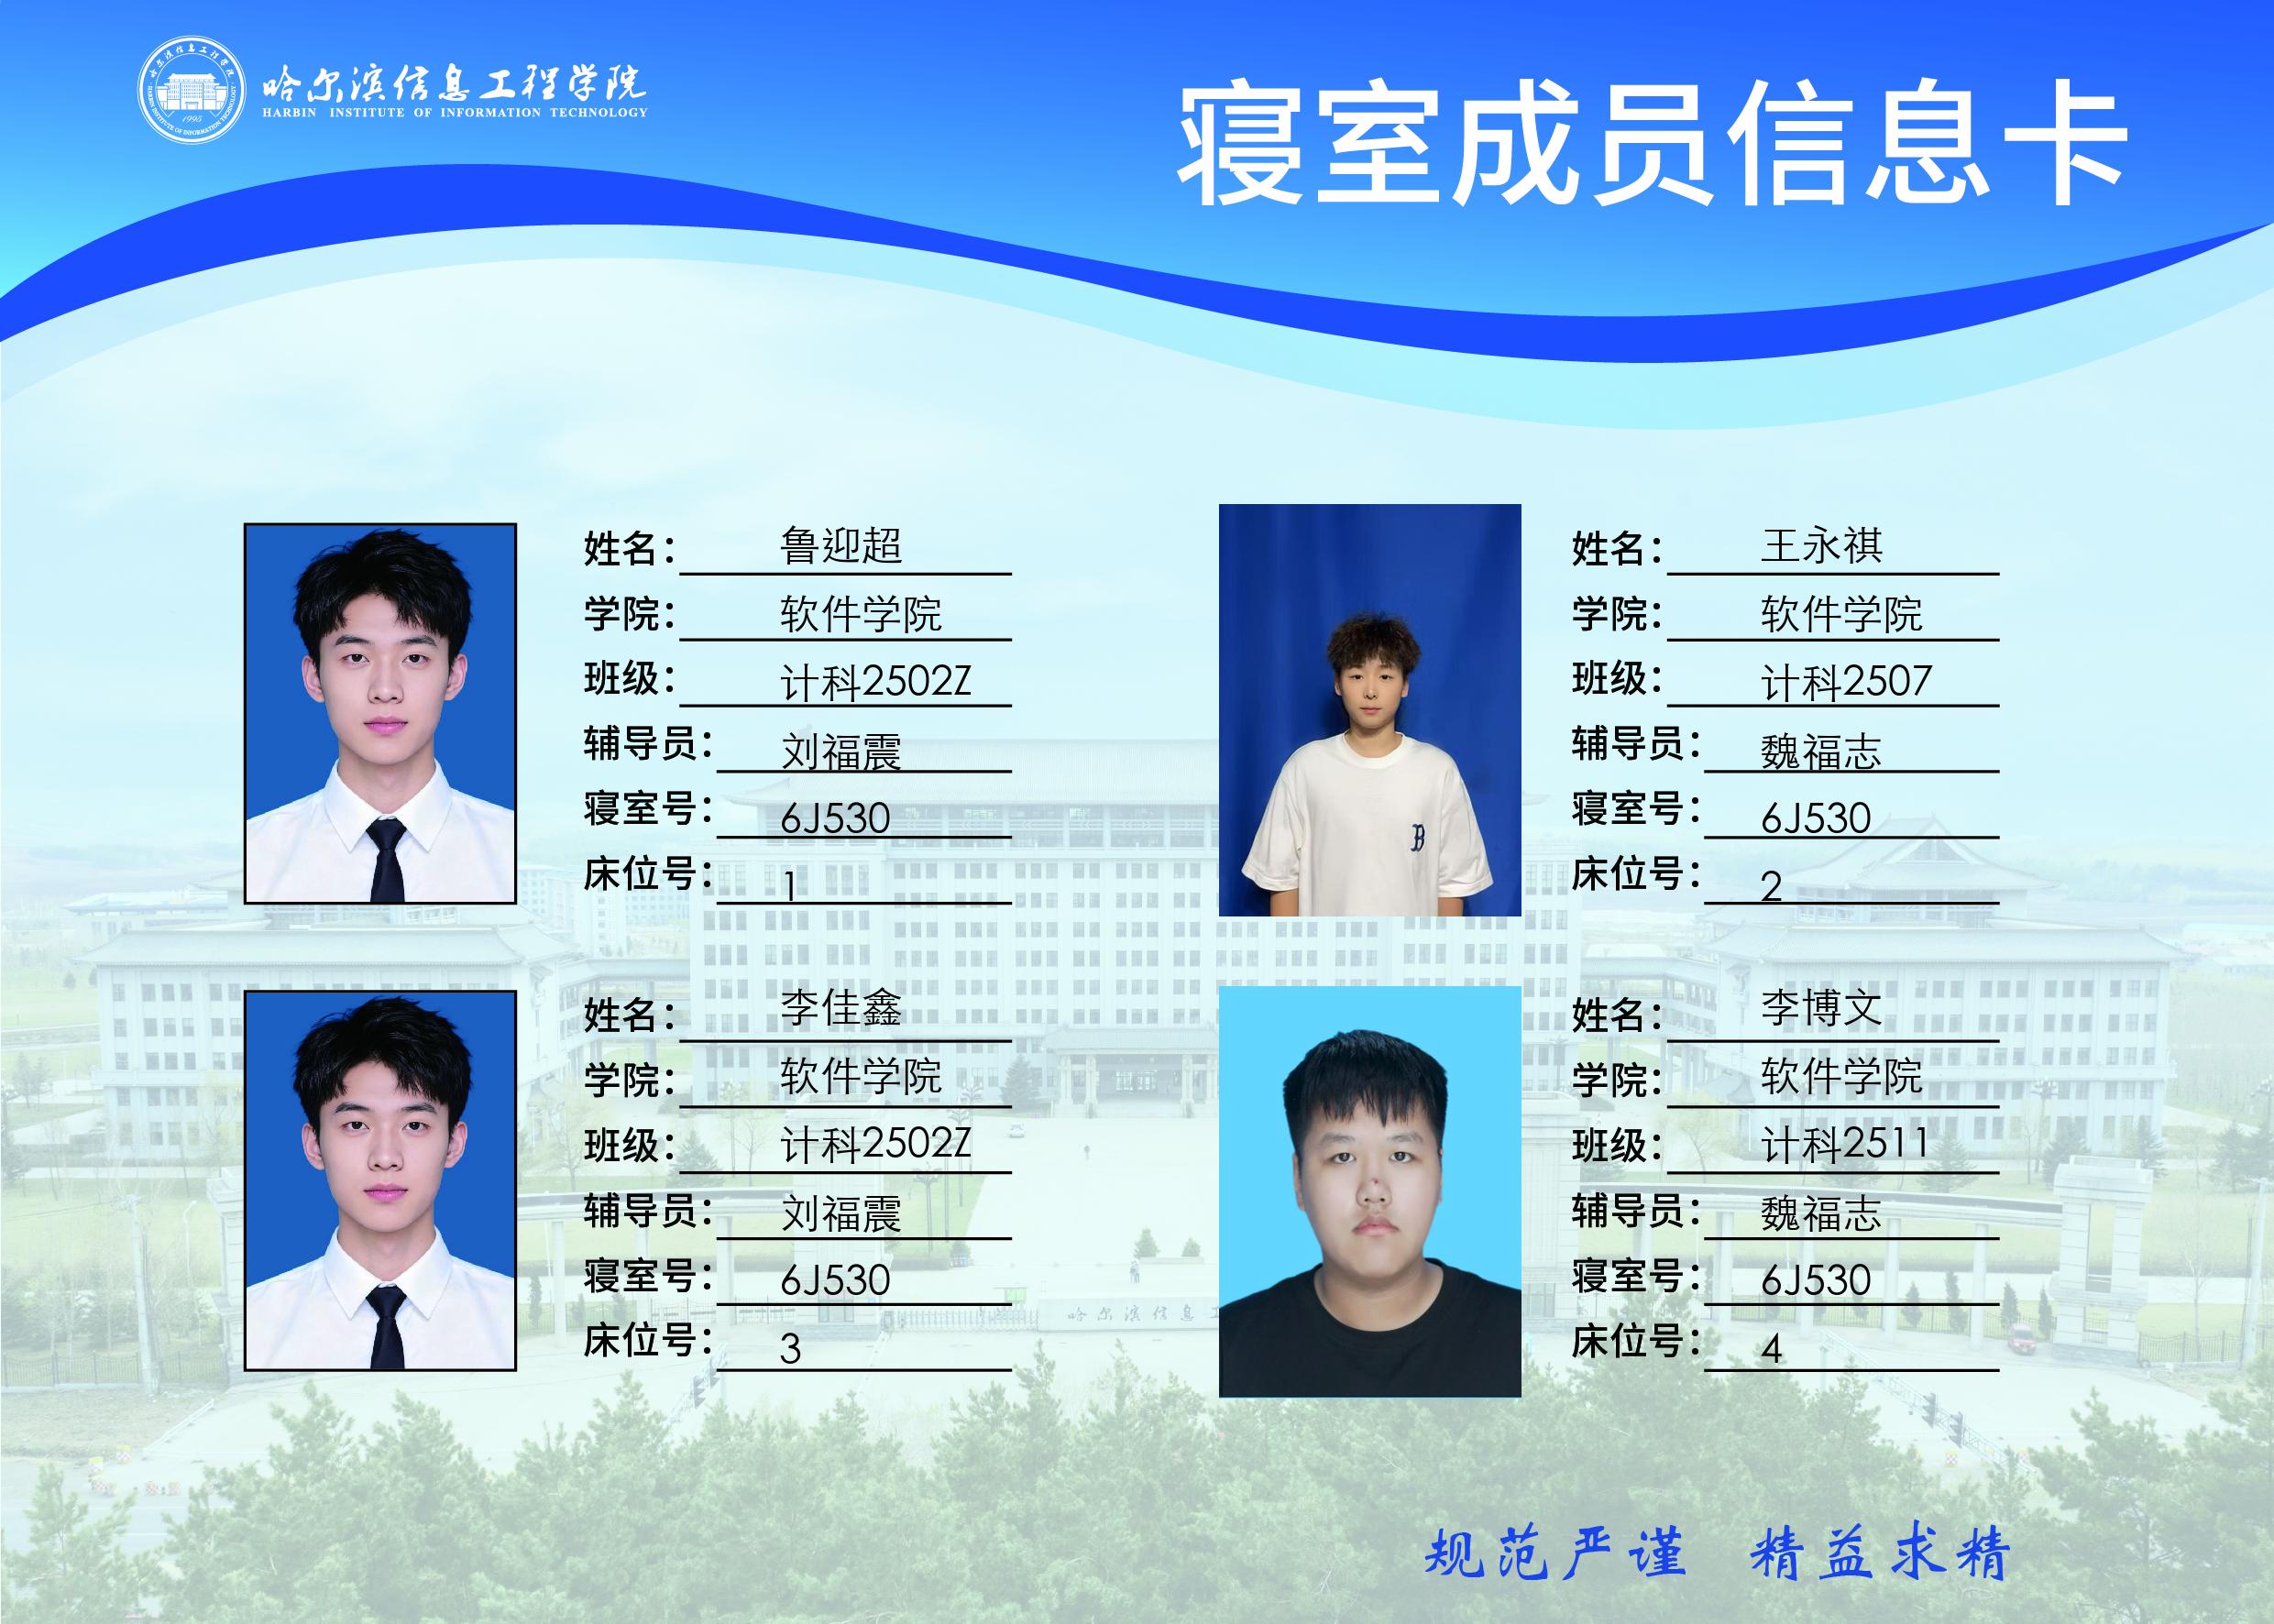 哈尔滨信息工程学院
HARBIN INSTITUTE OF INFORMATION TECHNOLOGY
1995
寝室成员信息卡
姓名：鲁迎超
学院：软件学院
班级：计科2502Z
辅导员：刘福震
寝室号：6J530
床位号：1
姓名：王永祺
学院：软件学院
班级：计科2507
辅导员：魏福志
寝室号：6J530
床位号：2
B
姓名：李佳鑫
学院：软件学院
班级：计科2502Z
辅导员：刘福震
寝室号：6J530
床位号：3
姓名：李博文
学院：软件学院
班级：计科2511
辅导员：魏福志
寝室号：6J530
床位号：4
哈尔滨信息工
规范严谨 精益求精